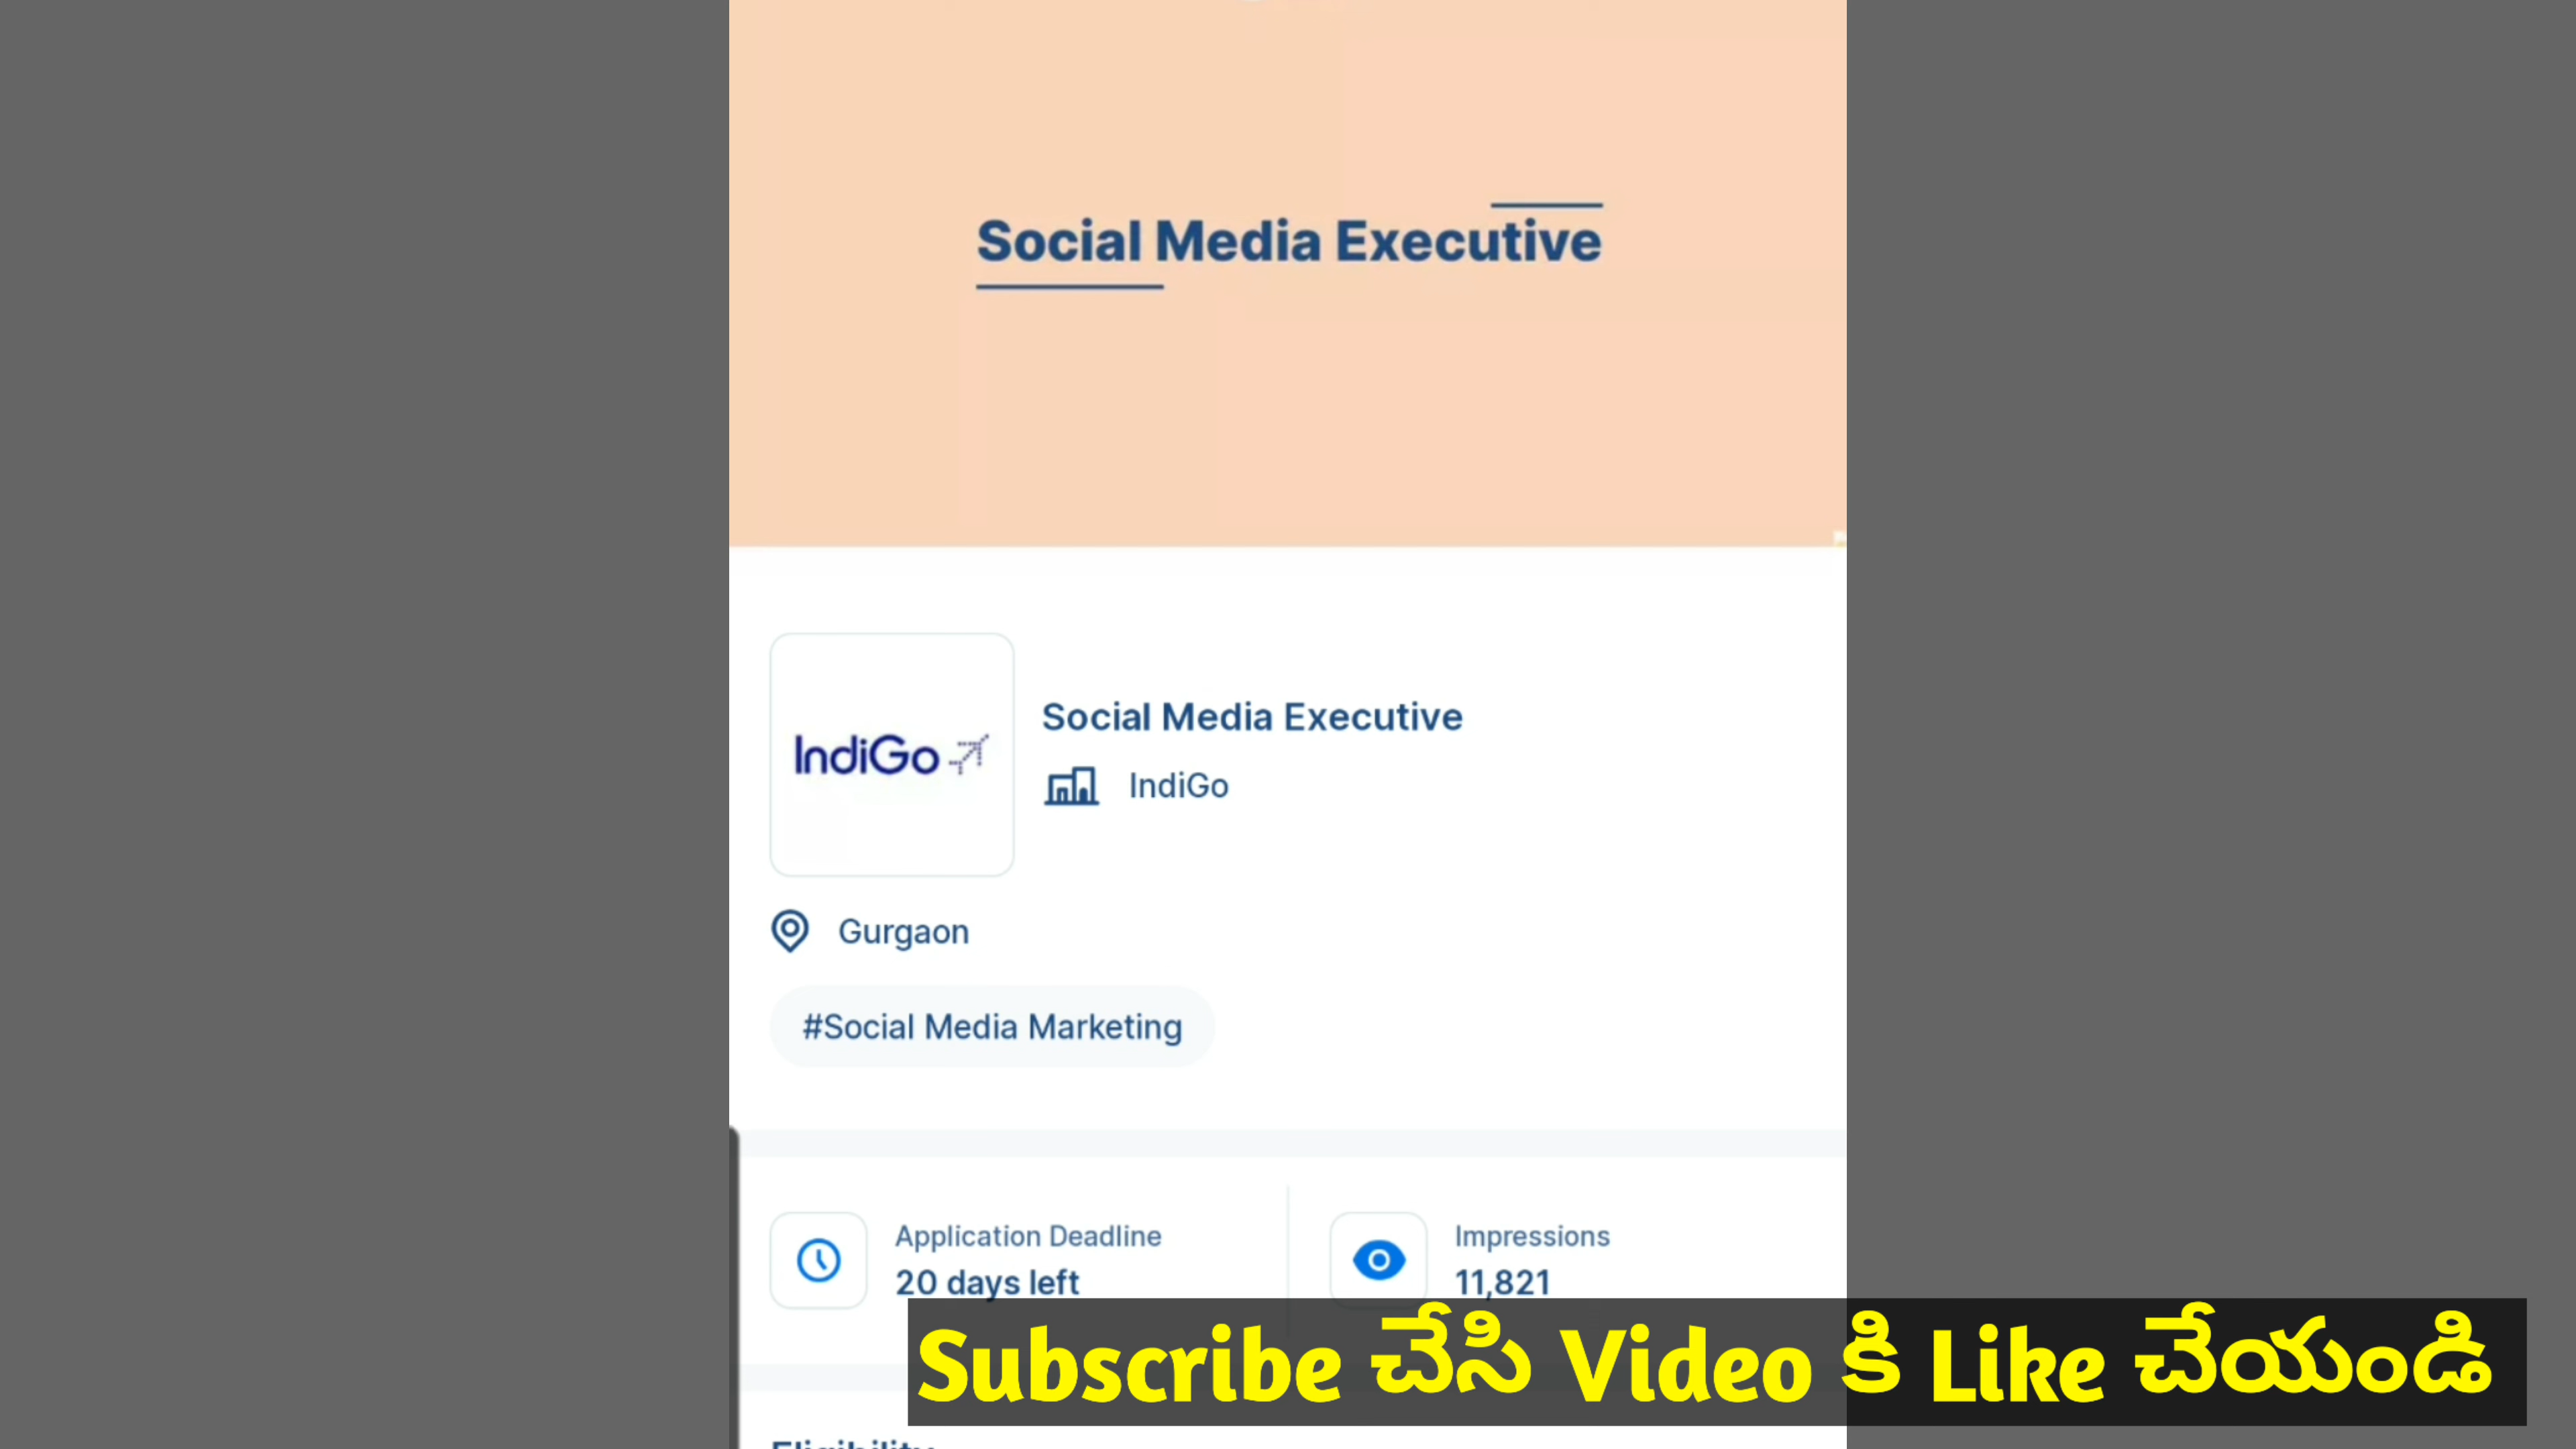 Social Media Executive
IndiGo
Social Media Executive
IndiGo
Gurgaon
#Social Media Marketing
Application Deadline
20 days left
Impressions
11,821
Subscribe చేసి Video కి Like చేయండి
Eligibility